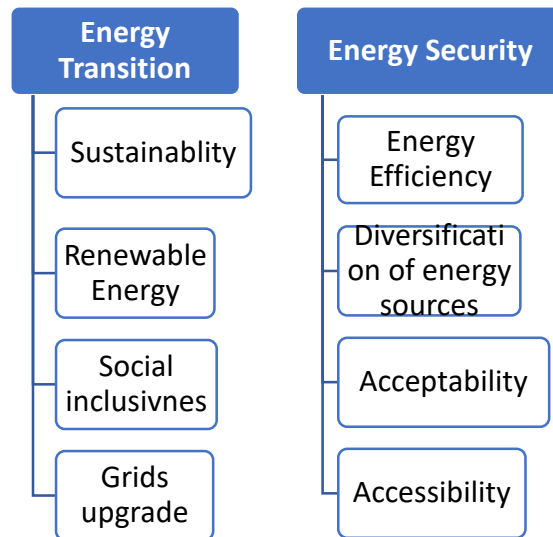 Energy
Transition
Sustainablity
Renewable
Energy
Social
inclusivnes
Grids
upgrade
Energy Security
Energy
Efficiency
Diversificati
on of energy
sources
Acceptability
Accessibility